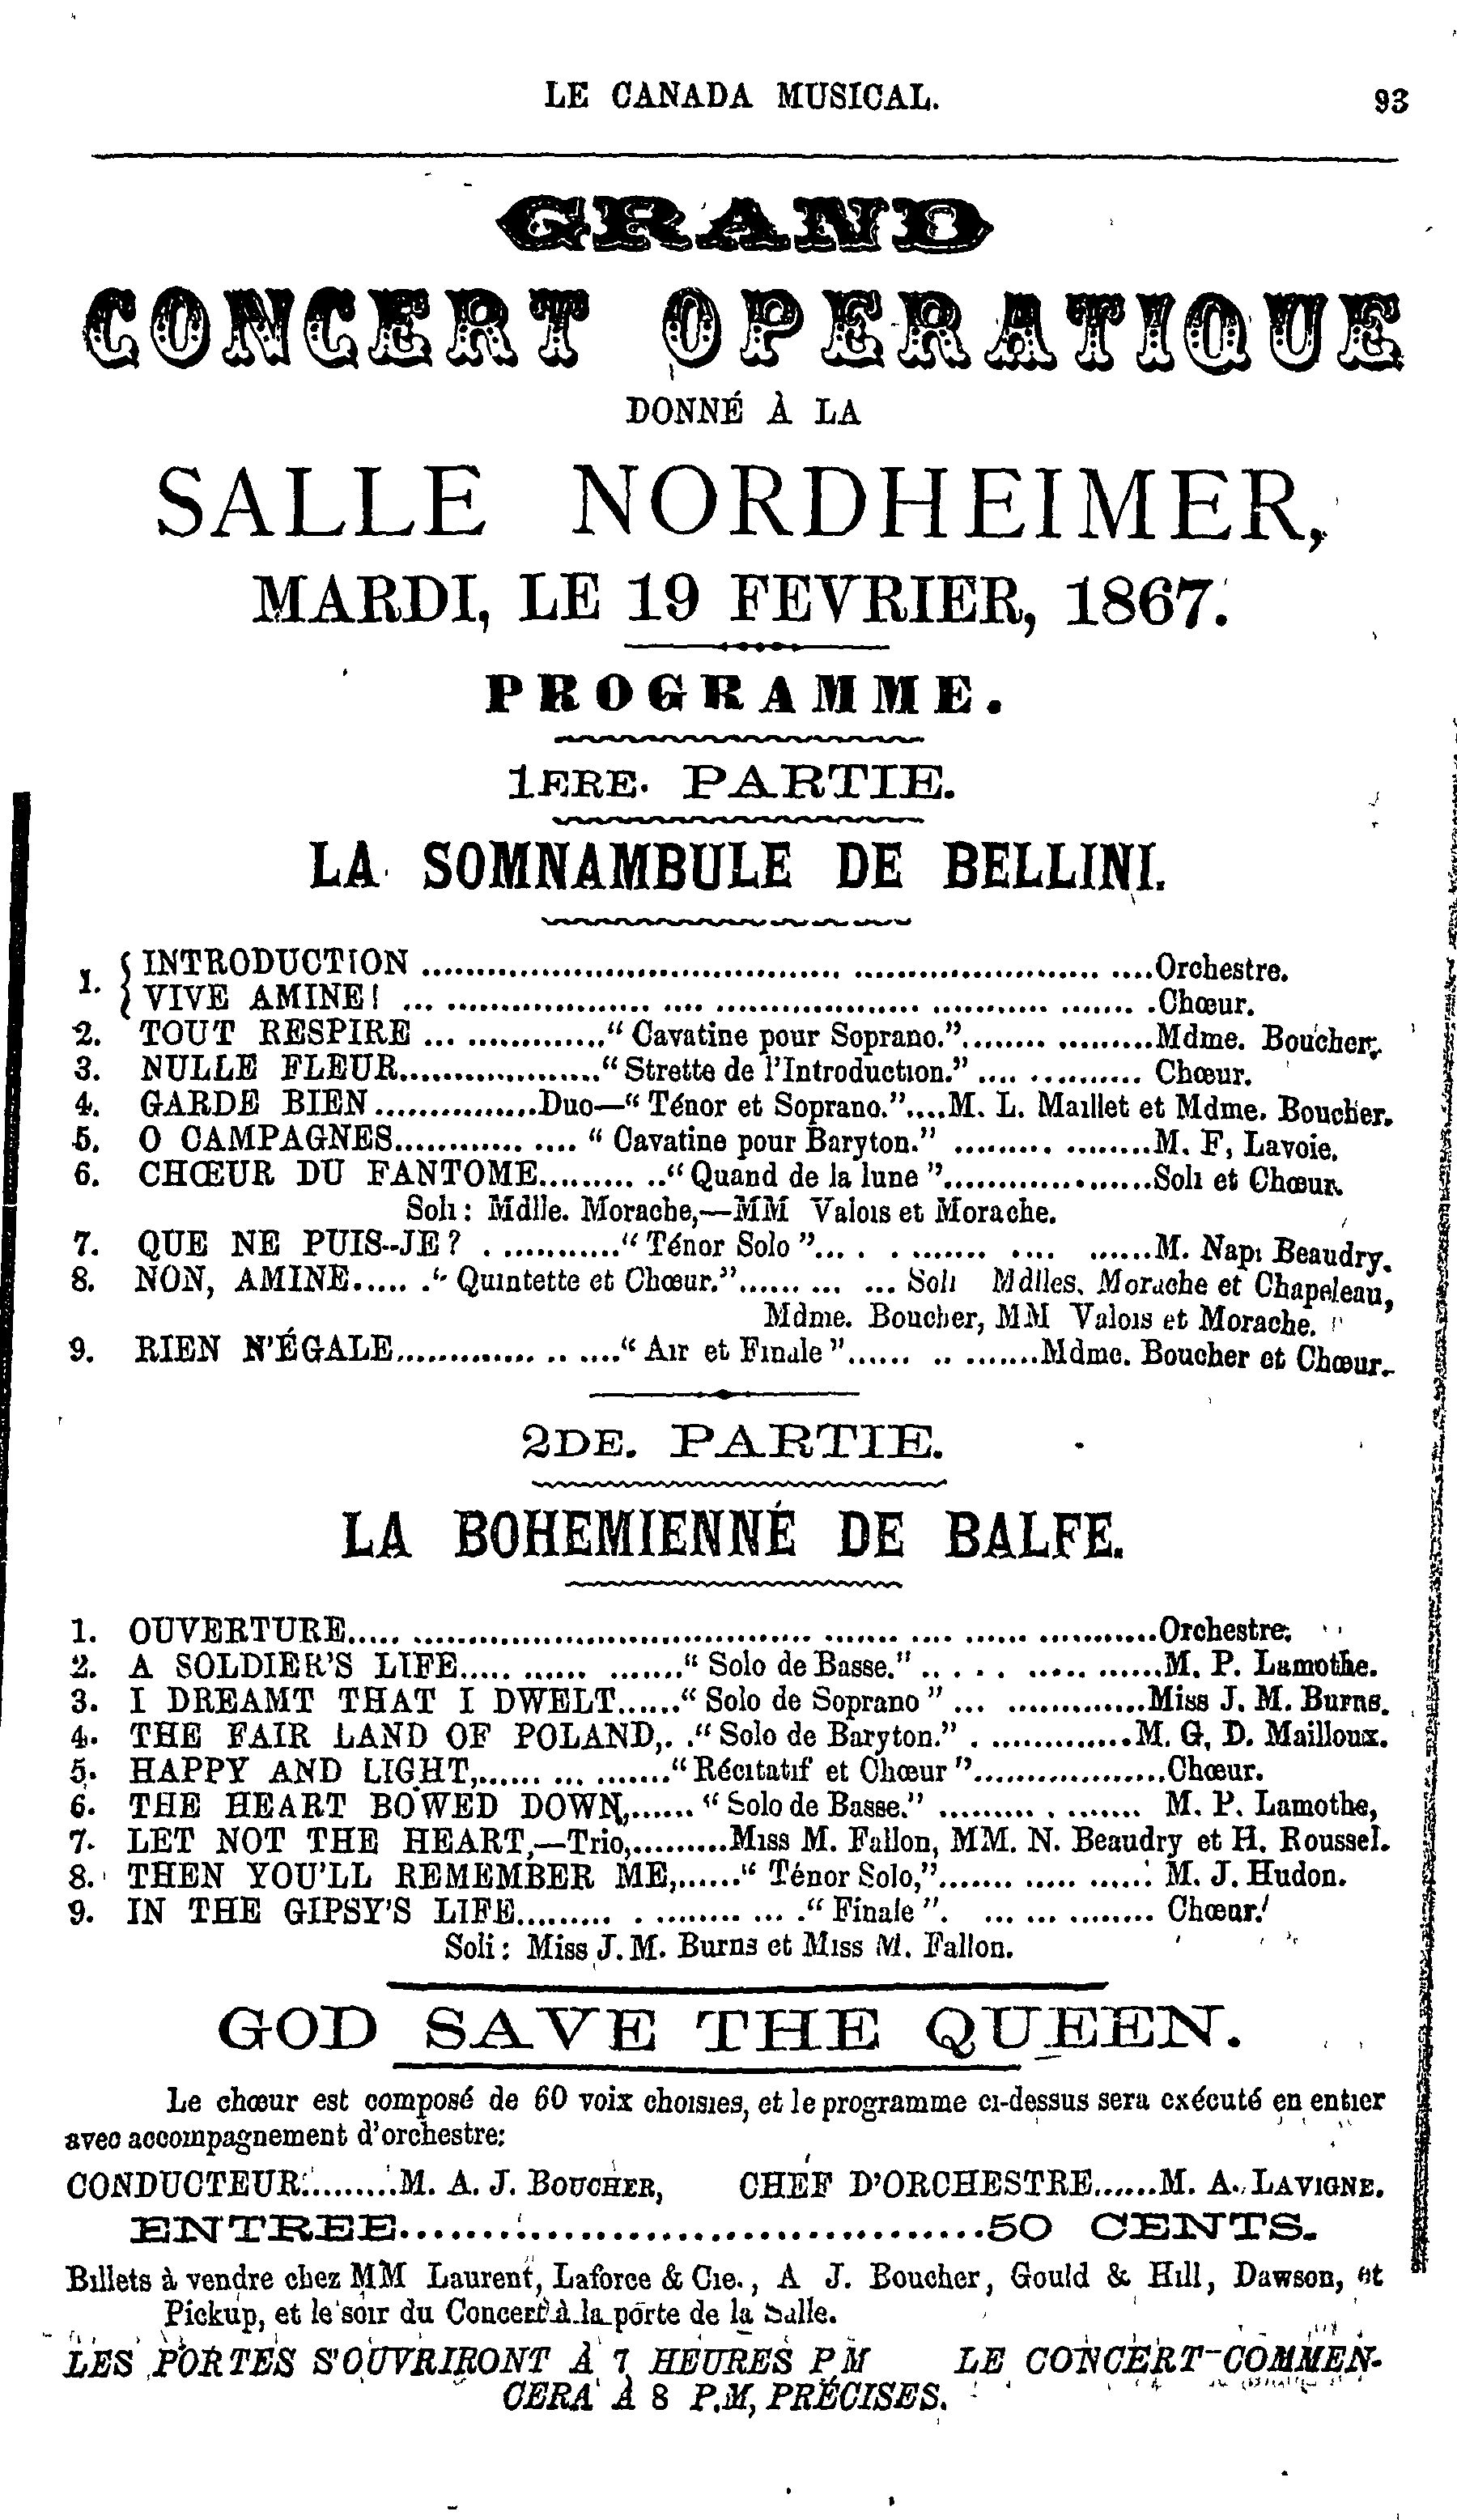 LE CANADA MUSICAL. 93
GRAND
CONCERT OPERATIQUE
DONNÉ À LA
SALLE NORDHEIMER,
MARDI, LE 19 FEVRIER, 1867.
PROGRAMME.
1ERE. PARTIE.
LA SOMNAMBULE DE BELLINI.
1. { INTRODUCTION ........ Orchestre.
VIVE AMINE! ........ Chœur.
2. TOUT RESPIRE ........ "Cavatine pour Soprano." ........ Mdme. Boucher.
3. NULLE FLEUR ........ "Strette de l'Introduction." ........ Chœur.
4. GARDE BIEN ........ Duo—"Ténor et Soprano." .... M. L. Maillet et Mdme. Boucher.
5. O CAMPAGNES ........ "Cavatine pour Baryton." ........ M. F. Lavoie.
6. CHŒUR DU FANTOME ........ "Quand de la lune" ........ Soli et Chœur.
Soli: Mdlle. Morache,—MM Valois et Morache.
7. QUE NE PUIS-JE? ........ "Ténor Solo" ........ M. Nap. Beaudry.
8. NON, AMINE ..... "Quintette et Chœur." ........ Soli Mdlles. Morache et Chapeleau,
Mdme. Boucher, MM Valois et Morache.
9. RIEN N'ÉGALE ........ "Air et Finale" ........ Mdme. Boucher et Chœur.
2DE. PARTIE.
LA BOHEMIENNE DE BALFE.
1. OUVERTURE ........ Orchestre.
2. A SOLDIER'S LIFE ........ "Solo de Basse." ........ M. P. Lamothe.
3. I DREAMT THAT I DWELT ...... "Solo de Soprano" ........ Miss J. M. Burns.
4. THE FAIR LAND OF POLAND, .. "Solo de Baryton." ........ M. G. D. Mailloux.
5. HAPPY AND LIGHT, ........ "Récitatif et Chœur" ........ Chœur.
6. THE HEART BOWED DOWN, ...... "Solo de Basse." ........ M. P. Lamothe,
7. LET NOT THE HEART,—Trio, ........ Miss M. Fallon, MM. N. Beaudry et H. Roussel.
8. THEN YOU'LL REMEMBER ME, ...... "Ténor Solo," ........ M. J. Hudon.
9. IN THE GIPSY'S LIFE ........ "Finale". ........ Chœur.
Soli: Miss J. M. Burns et Miss M. Fallon.
GOD SAVE THE QUEEN.
Le chœur est composé de 60 voix choisies, et le programme ci-dessus sera exécuté en entier
avec accompagnement d'orchestre:
CONDUCTEUR: ........ M. A. J. BOUCHER, CHEF D'ORCHESTRE ...... M. A. LAVIGNE.
ENTREE ........ 50 CENTS.
Billets à vendre chez MM Laurent, Laforce & Cie., A J. Boucher, Gould & Hill, Dawson, et
Pickup, et le soir du Concert à la porte de la Salle.
LES PORTES S'OUVRIRONT À 7 HEURES P M LE CONCERT COMMEN-
CERA À 8 P.M, PRÉCISES.